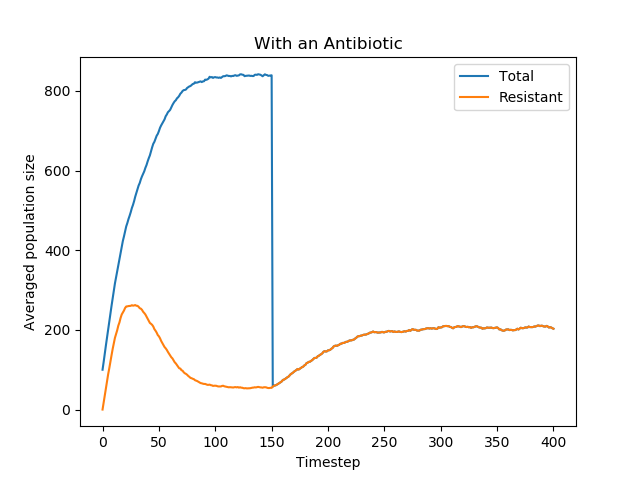 With an Antibiotic
Total
Resistant
Averaged population size
800
600
400
200
0
0 50 100 150 200 250 300 350 400
Timestep